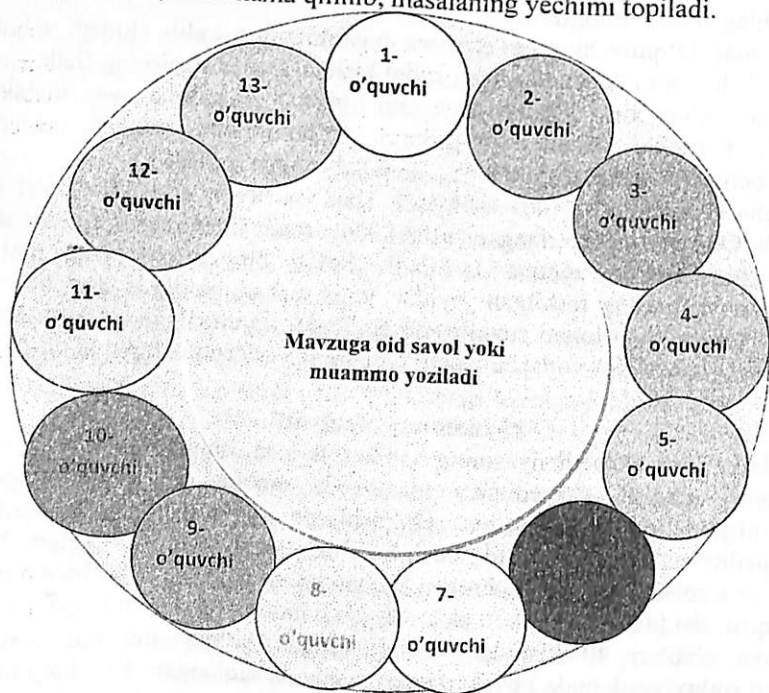 qilinib, masalaning yechimi topiladi.
1-
o'quvchi
2-
o'quvchi
3-
o'quvchi
4-
o'quvchi
5-
o'quvchi
7-
o'quvchi
8-
o'quvchi
9-
o'quvchi
10-
o'quvchi
11-
o'quvchi
12-
o'quvchi
13-
o'quvchi
Mavzuga oid savol yoki
muammo yoziladi